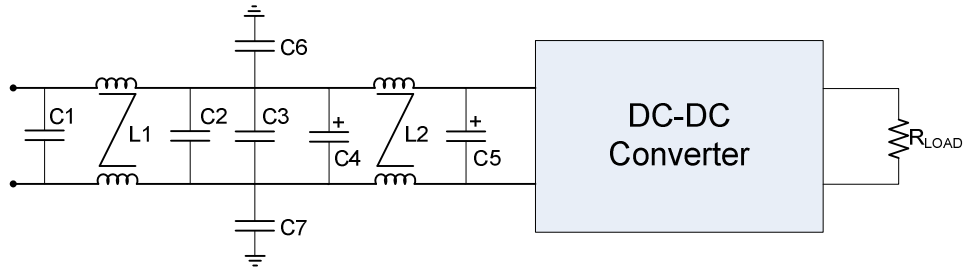 C6
C1
L1
C2
C3
+
C4
L2
+
C5
DC-DC
Converter
RLOAD
C7